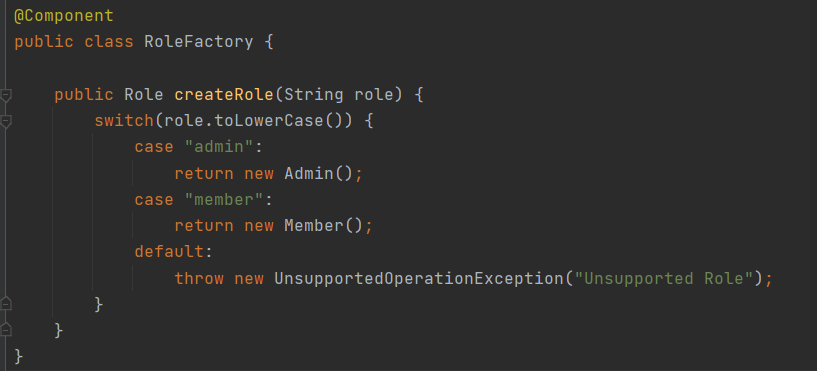 @Component
public class RoleFactory {
public Role createRole(String role) {
switch(role.toLowerCase()) {
case "admin":
return new Admin();
case "member":
return new Member();
default:
throw new UnsupportedOperationException("Unsupported Role");
}
}
}